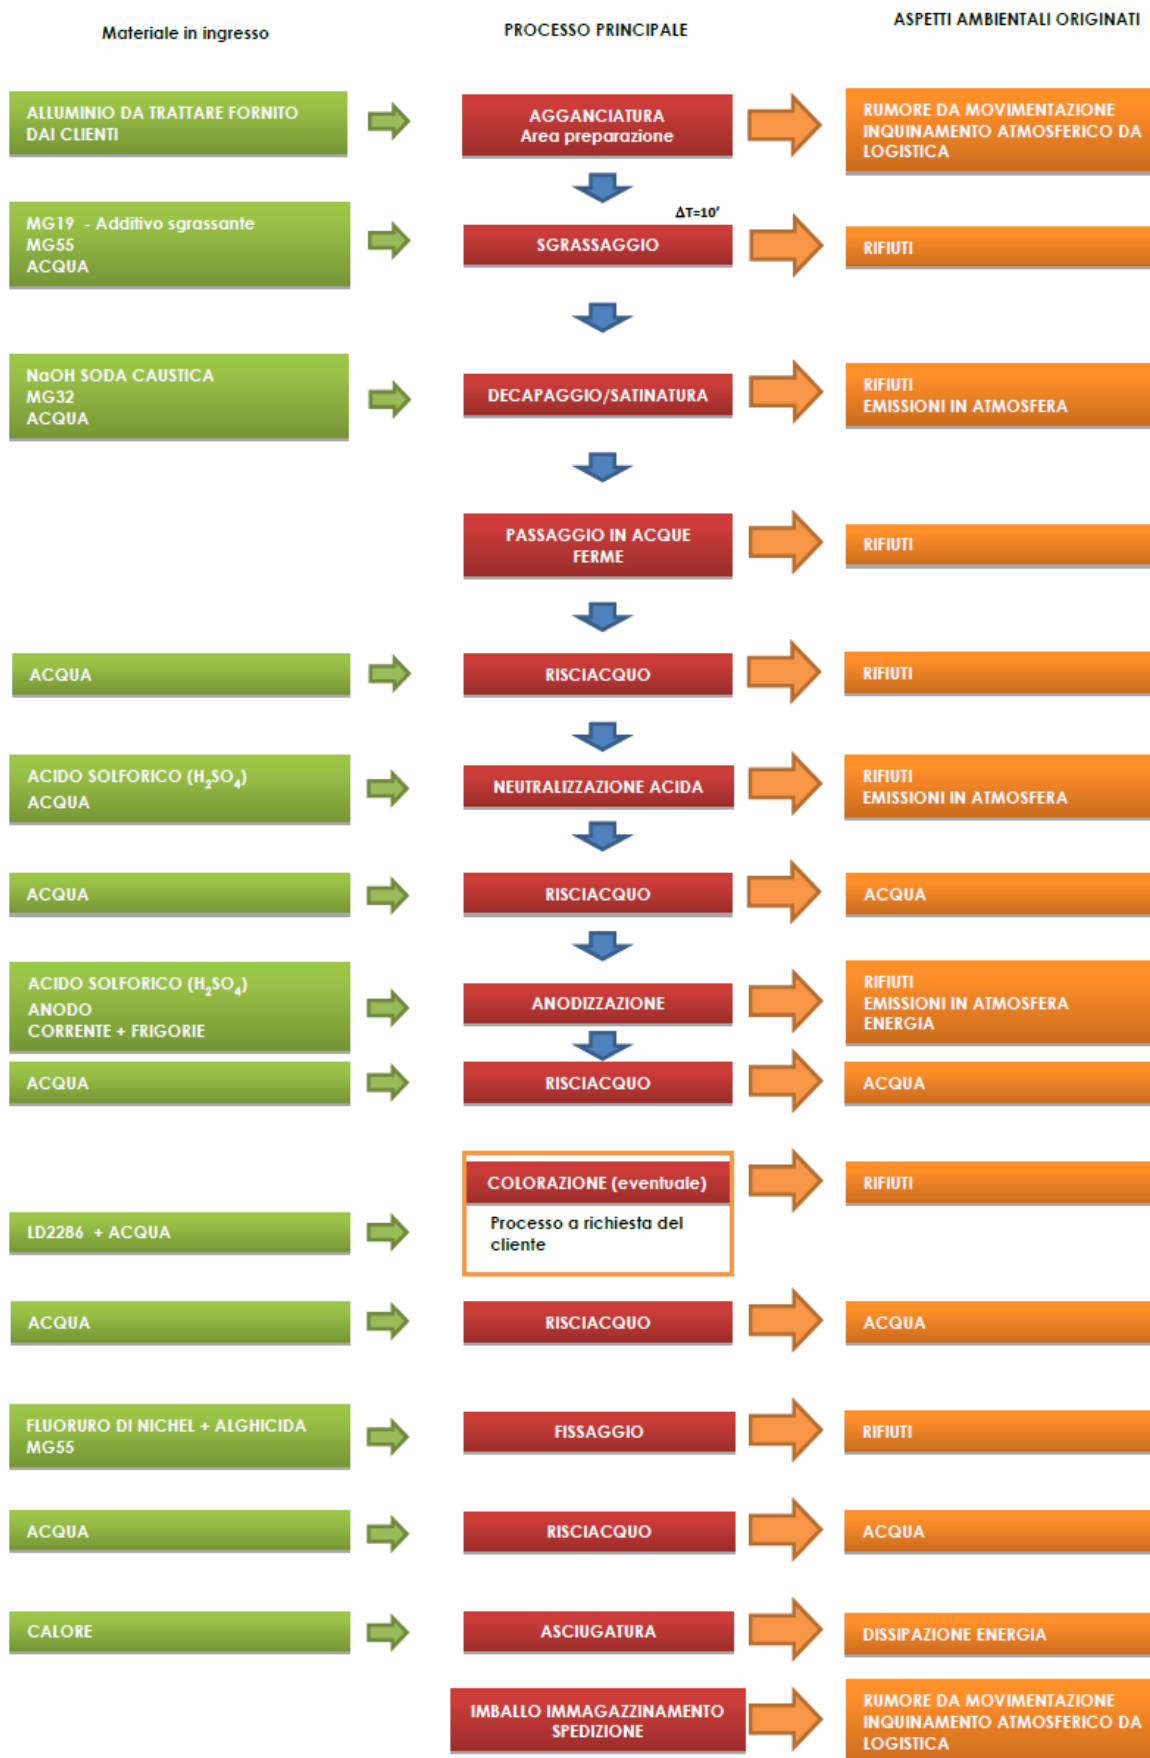 Materiale in ingresso
PROCESSO PRINCIPALE
ASPETTI AMBIENTALI ORIGINATI
ALLUMINIO DA TRATTARE FORNITO
DAI CLIENTI
AGGANCIATURA
Area preparazione
RUMORE DA MOVIMENTAZIONE
INQUINAMENTO ATMOSFERICO DA
LOGISTICA
MG19 - Additivo sgrassante
MG55
ACQUA
ΔT=10'
SGRASSAGGIO
RIFIUTI
NaOH SODA CAUSTICA
MG32
ACQUA
DECAPAGGIO/SATINATURA
RIFIUTI
EMISSIONI IN ATMOSFERA
PASSAGGIO IN ACQUE
FERME
RIFIUTI
ACQUA
RISCIACQUO
RIFIUTI
ACIDO SOLFORICO (H₂SO₄)
ACQUA
NEUTRALIZZAZIONE ACIDA
RIFIUTI
EMISSIONI IN ATMOSFERA
ACQUA
RISCIACQUO
ACQUA
ACIDO SOLFORICO (H₂SO₄)
ANODO
CORRENTE + FRIGORIE
ANODIZZAZIONE
RIFIUTI
EMISSIONI IN ATMOSFERA
ENERGIA
ACQUA
RISCIACQUO
ACQUA
LD2286 + ACQUA
COLORAZIONE (eventuale)
Processo a richiesta del
cliente
RIFIUTI
ACQUA
RISCIACQUO
ACQUA
FLUORURO DI NICHEL + ALGHICIDA
MG55
FISSAGGIO
RIFIUTI
ACQUA
RISCIACQUO
ACQUA
CALORE
ASCIUGATURA
DISSIPAZIONE ENERGIA
IMBALLO IMMAGAZZINAMENTO
SPEDIZIONE
RUMORE DA MOVIMENTAZIONE
INQUINAMENTO ATMOSFERICO DA
LOGISTICA